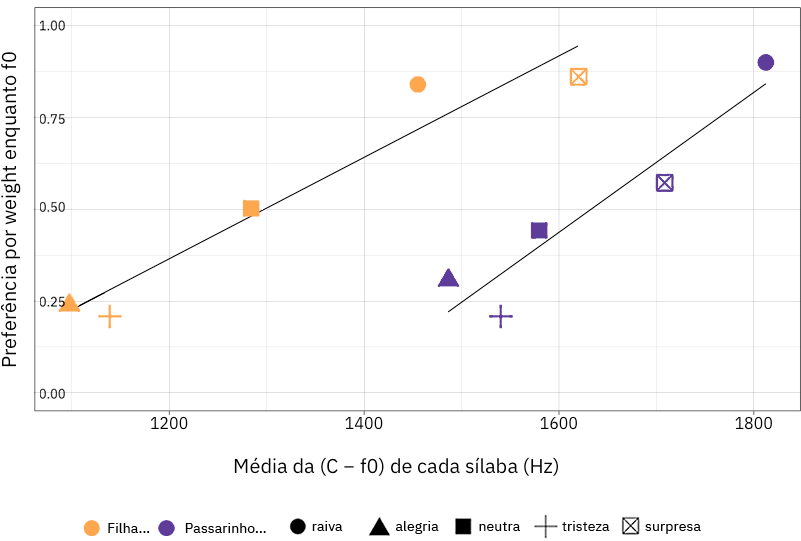 Preferência por weight enquanto f0
1.00
0.75
0.50
0.25
0.00
1200 1400 1600 1800
Média da (C − f0) de cada sílaba (Hz)
Filha... Passarinho... raiva alegria neutra tristeza surpresa